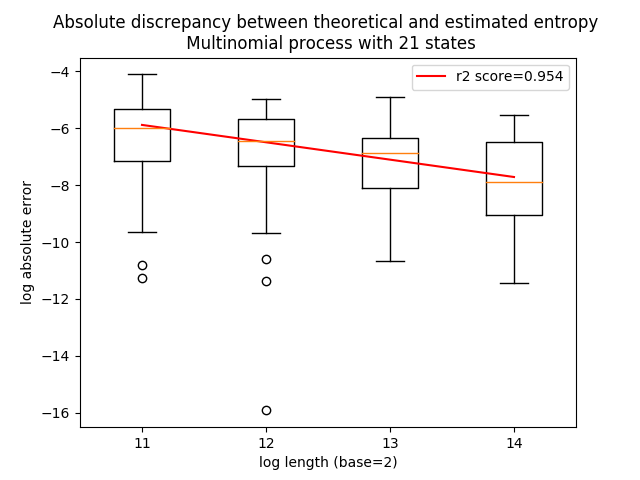 Absolute discrepancy between theoretical and estimated entropy
Multinomial process with 21 states
r2 score=0.954
−4
−6
−8
−10
−12
−14
−16
log absolute error
11 12 13 14
log length (base=2)